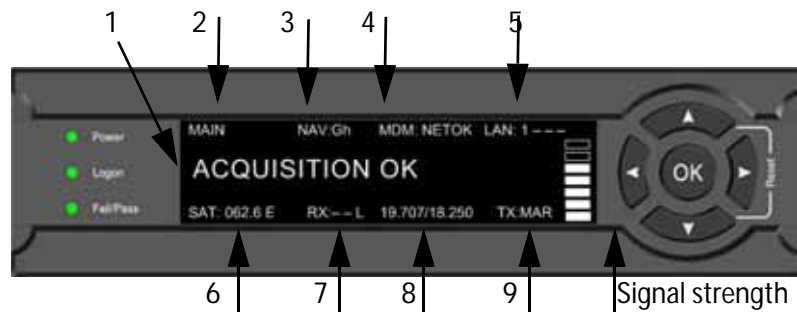 1 2 3 4 5
Power
Logon
Fail/Pass
MAIN NAV:Gh MDM: NETOK LAN: 1 – – –
ACQUISITION OK
SAT: 062.6 E RX:– – L 19.707/18.250 TX:MAR
OK
Reset
6 7 8 9 Signal strength